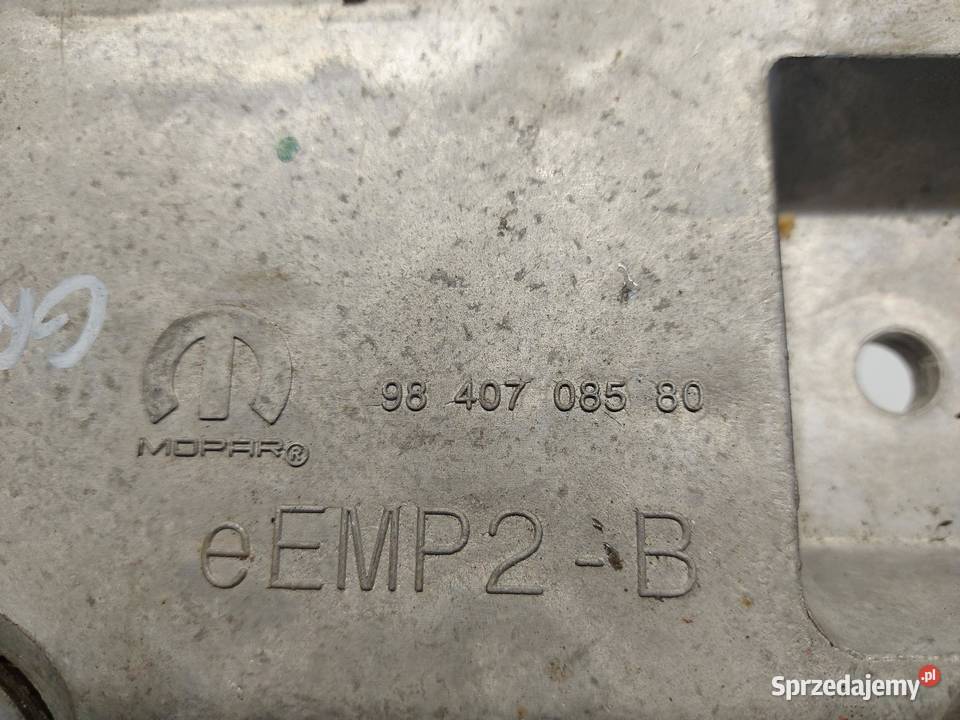 98 407 085 80
MOPAR®
eEMP2-B
Sprzedajemy.pl